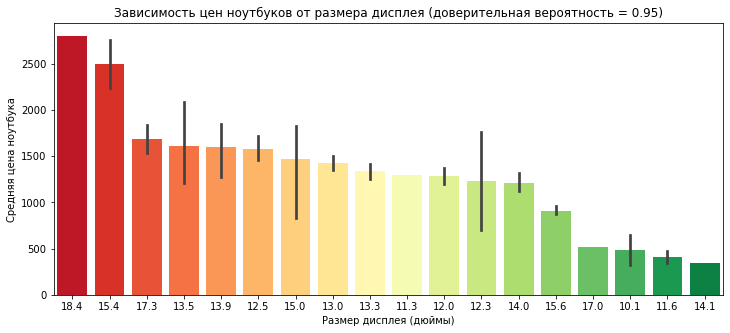 Зависимость цен ноутбуков от размера дисплея (доверительная вероятность = 0.95)
Средняя цена ноутбука
2500
2000
1500
1000
500
0
18.4 15.4 17.3 13.5 13.9 12.5 15.0 13.0 13.3 11.3 12.0 12.3 14.0 15.6 17.0 10.1 11.6 14.1
Размер дисплея (дюймы)